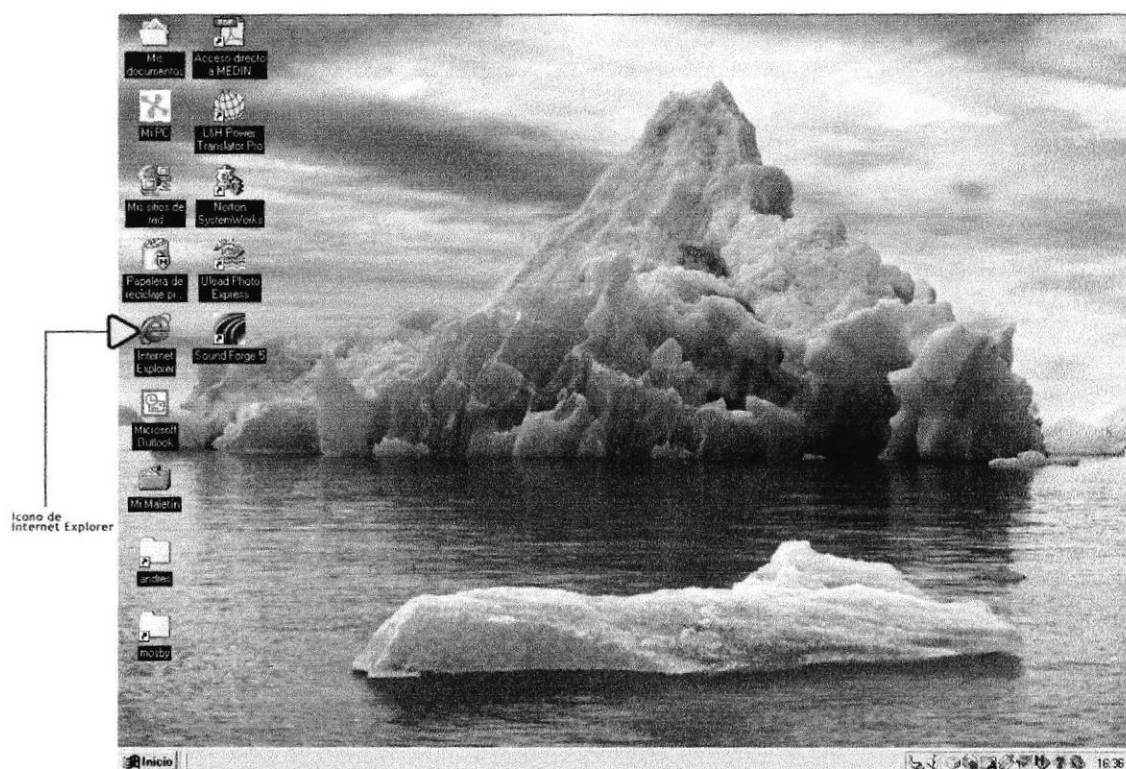 Mis
documentos
Acceso directo
a MEDIN
Mi PC
L&H Power
Translator Pro
Mis sitios de
red
Norton
SystemWorks
Papelera de
reciclaje pr...
Ulead Photo
Express
Internet
Explorer
Sound Forge 5
Microsoft
Outlook
Mi Maletín
andres
mosby
Icono de
Internet Explorer
Inicio
16:36